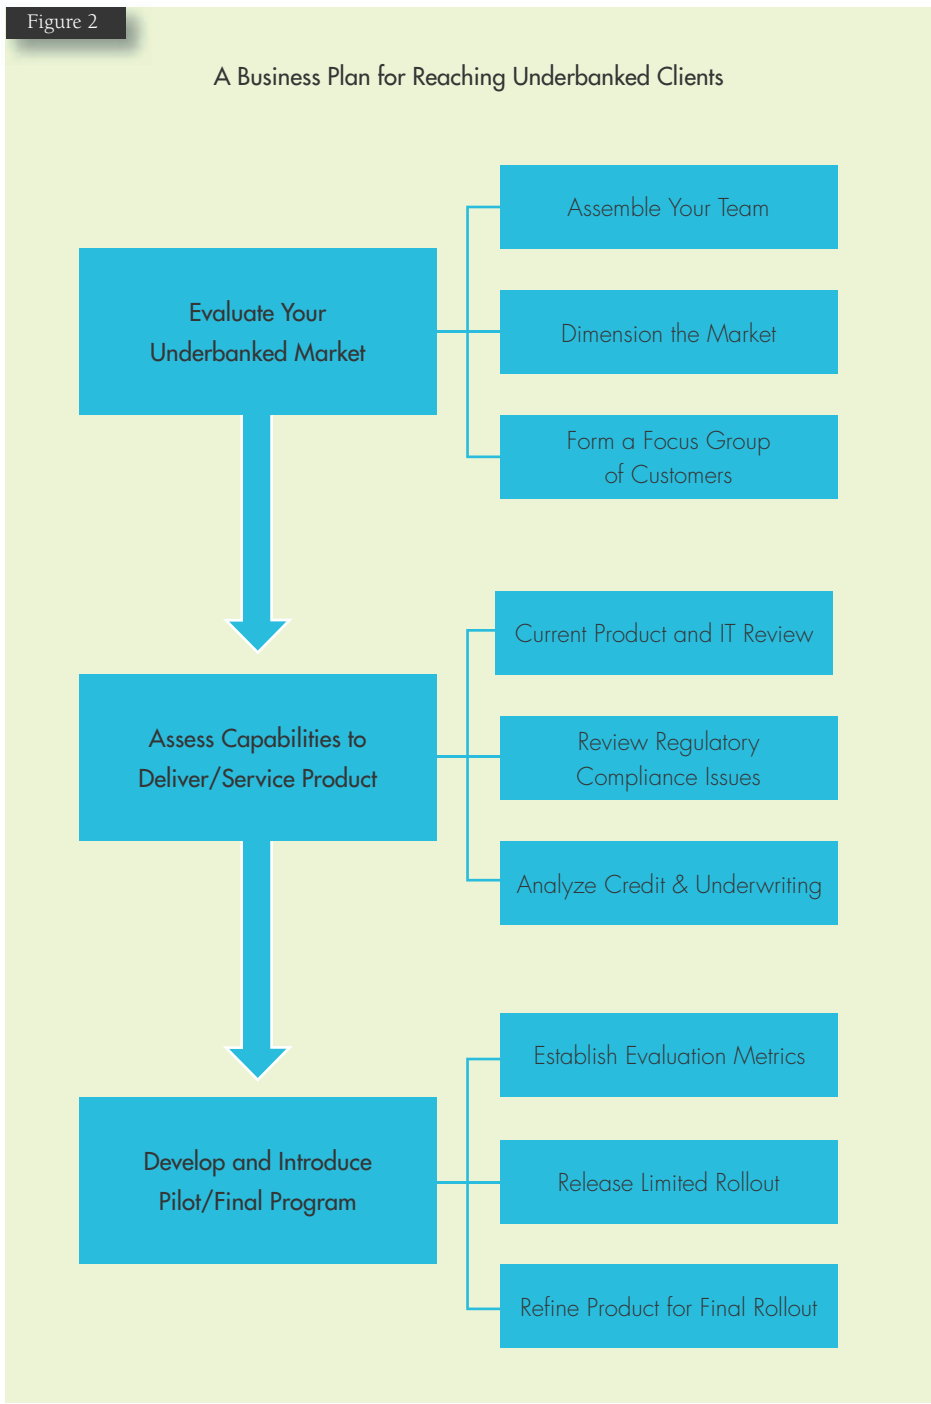 Figure 2
A Business Plan for Reaching Underbanked Clients
Evaluate Your
Underbanked Market
Assemble Your Team
Dimension the Market
Form a Focus Group
of Customers
Assess Capabilities to
Deliver/Service Product
Current Product and IT Review
Review Regulatory
Compliance Issues
Analyze Credit & Underwriting
Develop and Introduce
Pilot/Final Program
Establish Evaluation Metrics
Release Limited Rollout
Refine Product for Final Rollout